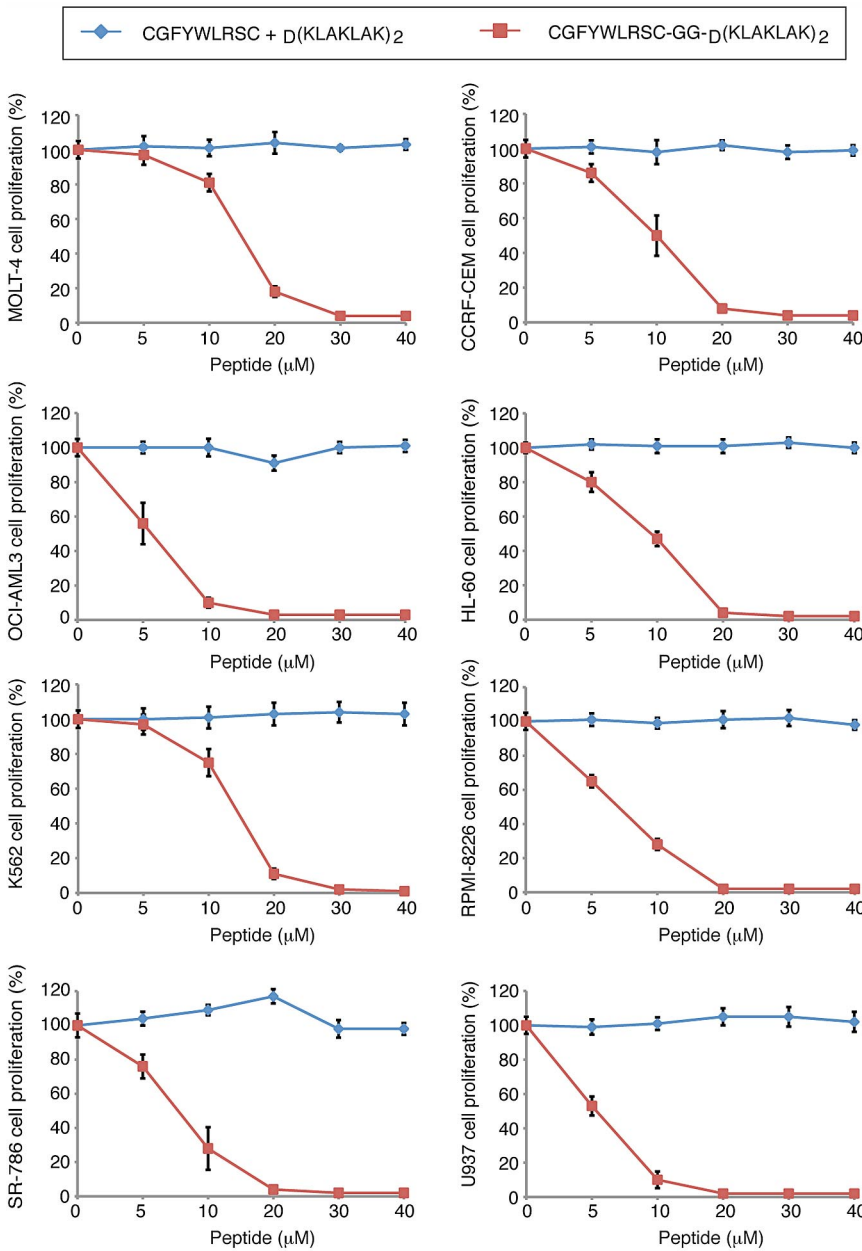 CGFYWLRSC + D(KLAKLAK)2
CGFYWLRSC-GG-D(KLAKLAK)2
MOLT-4 cell proliferation (%)
120
100
80
60
40
20
0
0 5 10 20 30 40
Peptide (µM)
CCRF-CEM cell proliferation (%)
120
100
80
60
40
20
0
0 5 10 20 30 40
Peptide (µM)
OCI-AML3 cell proliferation (%)
120
100
80
60
40
20
0
0 5 10 20 30 40
Peptide (µM)
HL-60 cell proliferation (%)
120
100
80
60
40
20
0
0 5 10 20 30 40
Peptide (µM)
K562 cell proliferation (%)
120
100
80
60
40
20
0
0 5 10 20 30 40
Peptide (µM)
RPMI-8226 cell proliferation (%)
120
100
80
60
40
20
0
0 5 10 20 30 40
Peptide (µM)
SR-786 cell proliferation (%)
120
100
80
60
40
20
0
0 5 10 20 30 40
Peptide (µM)
U937 cell proliferation (%)
120
100
80
60
40
20
0
0 5 10 20 30 40
Peptide (µM)